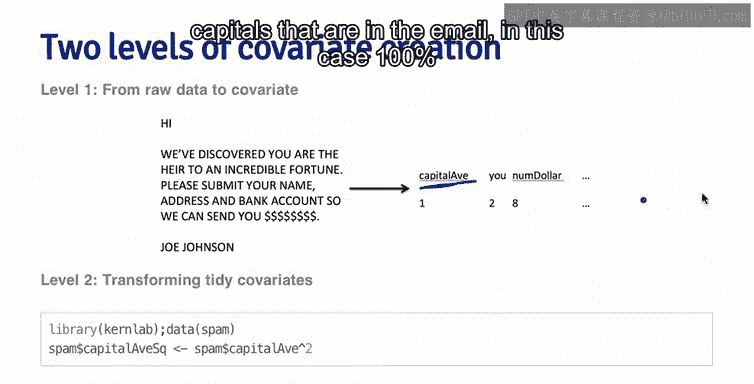 capitals that are in the email, in this
case 100%
Two levels of covariate creation
Level 1: From raw data to covariate
HI
WE'VE DISCOVERED YOU ARE THE
HEIR TO AN INCREDIBLE FORTUNE.
PLEASE SUBMIT YOUR NAME,
ADDRESS AND BANK ACCOUNT SO
WE CAN SEND YOU $$$$$$$$.
JOE JOHNSON
capitalAve you numDollar ...
1 2 8 ...
Level 2: Transforming tidy covariates
library(kernlab);data(spam)
spam$capitalAveSq <- spam$capitalAve^2